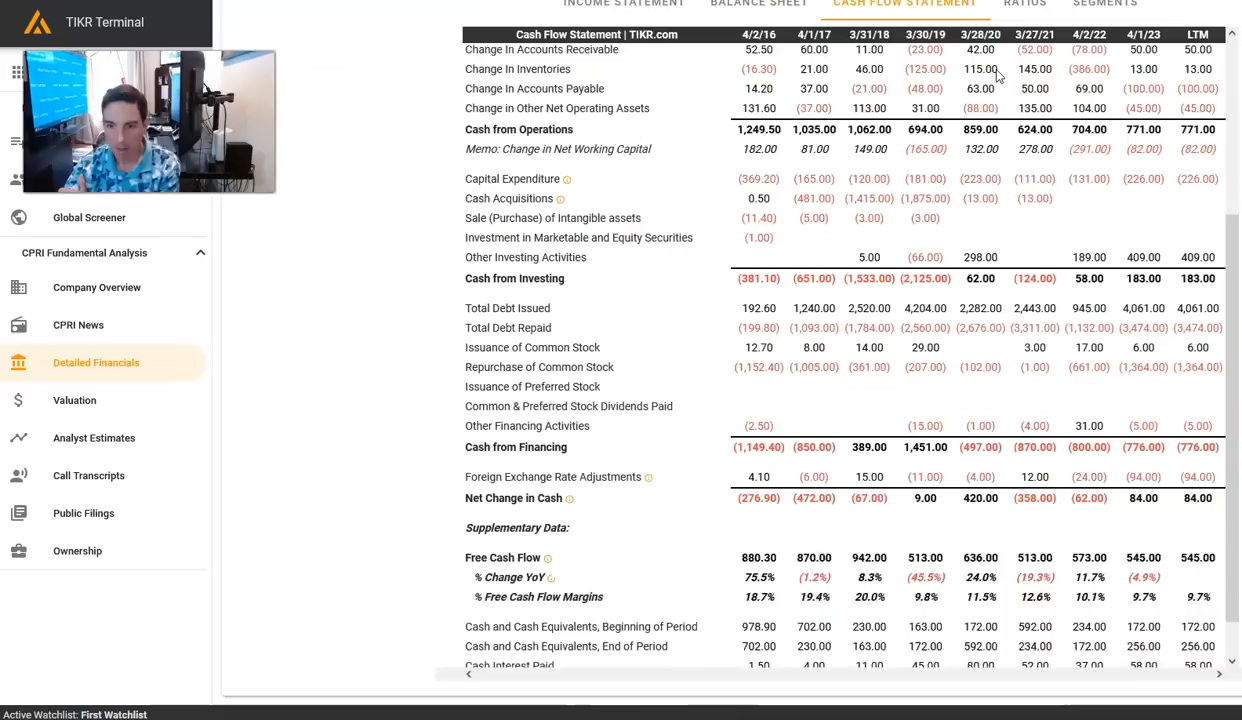 TIKR Terminal
INCOME STATEMENT BALANCE SHEET CASH FLOW STATEMENT RATIOS SEGMENTS
Global Screener
CPRI Fundamental Analysis
Company Overview
CPRI News
Detailed Financials
Valuation
Analyst Estimates
Call Transcripts
Public Filings
Ownership
Cash Flow Statement | TIKR.com 4/2/16 4/1/17 3/31/18 3/30/19 3/28/20 3/27/21 4/2/22 4/1/23 LTM
Change In Accounts Receivable 52.50 60.00 11.00 (23.00) 42.00 (52.00) (78.00) 50.00 50.00
Change In Inventories (16.30) 21.00 46.00 (125.00) 115.00 145.00 (386.00) 13.00 13.00
Change In Accounts Payable 14.20 37.00 (21.00) (48.00) 63.00 50.00 69.00 (100.00) (100.00)
Change in Other Net Operating Assets 131.60 (37.00) 113.00 31.00 (88.00) 135.00 104.00 (45.00) (45.00)
Cash from Operations 1,249.50 1,035.00 1,062.00 694.00 859.00 624.00 704.00 771.00 771.00
Memo: Change in Net Working Capital 182.00 81.00 149.00 (165.00) 132.00 278.00 (291.00) (82.00) (82.00)
Capital Expenditure (369.20) (165.00) (120.00) (181.00) (223.00) (111.00) (131.00) (226.00) (226.00)
Cash Acquisitions 0.50 (481.00) (1,415.00) (1,875.00) (13.00) (13.00)
Sale (Purchase) of Intangible assets (11.40) (5.00) (3.00) (3.00)
Investment in Marketable and Equity Securities (1.00)
Other Investing Activities 5.00 (66.00) 298.00 189.00 409.00 409.00
Cash from Investing (381.10) (651.00) (1,533.00) (2,125.00) 62.00 (124.00) 58.00 183.00 183.00
Total Debt Issued 192.60 1,240.00 2,520.00 4,204.00 2,282.00 2,443.00 945.00 4,061.00 4,061.00
Total Debt Repaid (199.80) (1,093.00) (1,784.00) (2,560.00) (2,676.00) (3,311.00) (1,132.00) (3,474.00) (3,474.00)
Issuance of Common Stock 12.70 8.00 14.00 29.00 3.00 17.00 6.00 6.00
Repurchase of Common Stock (1,152.40) (1,005.00) (361.00) (207.00) (102.00) (1.00) (661.00) (1,364.00) (1,364.00)
Issuance of Preferred Stock
Common & Preferred Stock Dividends Paid
Other Financing Activities (2.50) (15.00) (1.00) (4.00) 31.00 (5.00) (5.00)
Cash from Financing (1,149.40) (850.00) 389.00 1,451.00 (497.00) (870.00) (800.00) (776.00) (776.00)
Foreign Exchange Rate Adjustments 4.10 (6.00) 15.00 (11.00) (4.00) 12.00 (24.00) (94.00) (94.00)
Net Change in Cash (276.90) (472.00) (67.00) 9.00 420.00 (358.00) (62.00) 84.00 84.00
Supplementary Data:
Free Cash Flow 880.30 870.00 942.00 513.00 636.00 513.00 573.00 545.00 545.00
% Change YoY 75.5% (1.2%) 8.3% (45.5%) 24.0% (19.3%) 11.7% (4.9%)
% Free Cash Flow Margins 18.7% 19.4% 20.0% 9.8% 11.5% 12.6% 10.1% 9.7% 9.7%
Cash and Cash Equivalents, Beginning of Period 978.90 702.00 230.00 163.00 172.00 592.00 234.00 172.00 172.00
Cash and Cash Equivalents, End of Period 702.00 230.00 163.00 172.00 592.00 234.00 172.00 256.00 256.00
Cash Interest Paid 1.50 4.00 11.00 45.00 80.00 52.00 37.00 58.00 58.00
Active Watchlist: First Watchlist